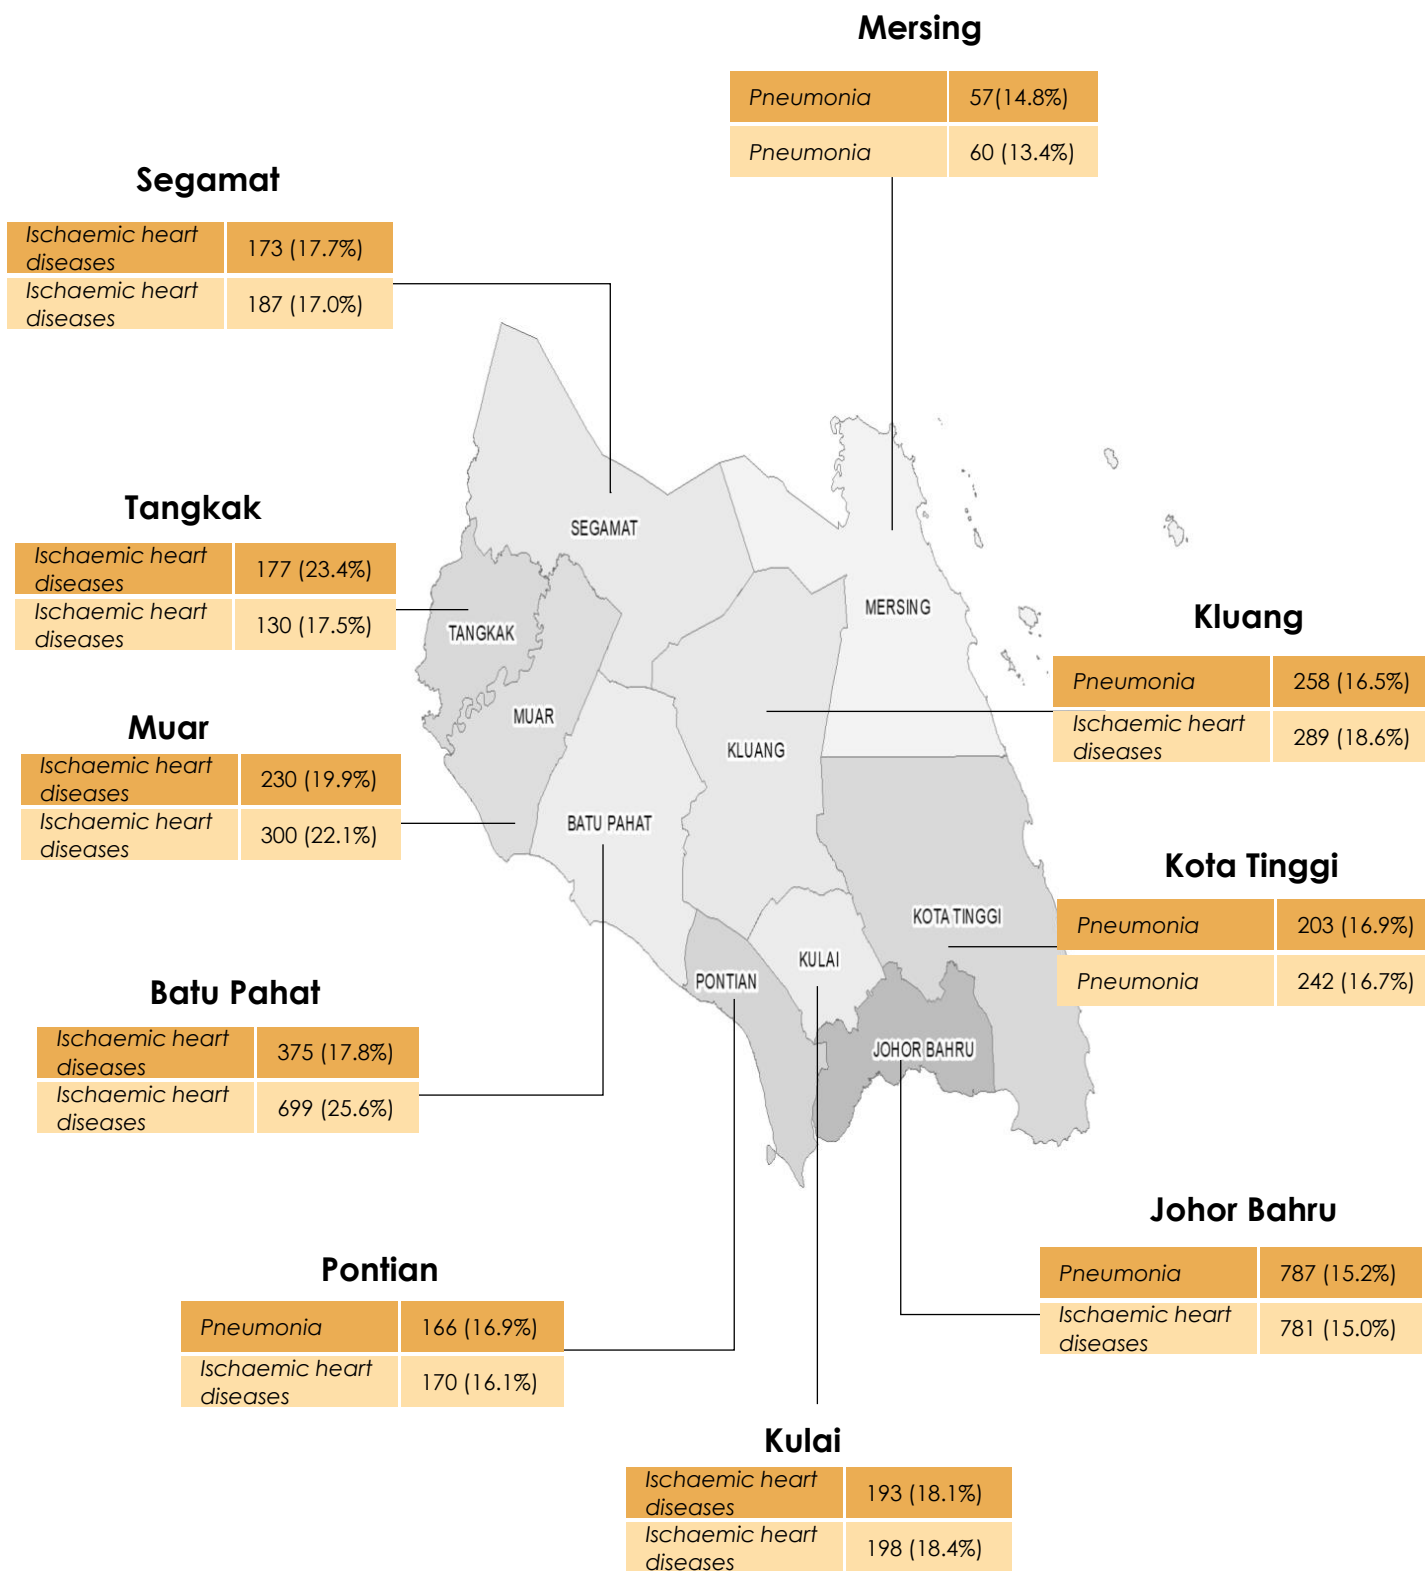 Mersing
Pneumonia 57(14.8%)
Pneumonia 60 (13.4%)
Segamat
Ischaemic heart
diseases 173 (17.7%)
Ischaemic heart
diseases 187 (17.0%)
Tangkak
Ischaemic heart
diseases 177 (23.4%)
Ischaemic heart
diseases 130 (17.5%)
Muar
Ischaemic heart
diseases 230 (19.9%)
Ischaemic heart
diseases 300 (22.1%)
Batu Pahat
Ischaemic heart
diseases 375 (17.8%)
Ischaemic heart
diseases 699 (25.6%)
Pontian
Pneumonia 166 (16.9%)
Ischaemic heart
diseases 170 (16.1%)
Kulai
Ischaemic heart
diseases 193 (18.1%)
Ischaemic heart
diseases 198 (18.4%)
Johor Bahru
Pneumonia 787 (15.2%)
Ischaemic heart
diseases 781 (15.0%)
Kota Tinggi
Pneumonia 203 (16.9%)
Pneumonia 242 (16.7%)
Kluang
Pneumonia 258 (16.5%)
Ischaemic heart
diseases 289 (18.6%)
SEGAMAT
MERSING
TANGKAK
MUAR
KLUANG
BATU PAHAT
KOTA TINGGI
KULAI
PONTIAN
JOHOR BAHRU